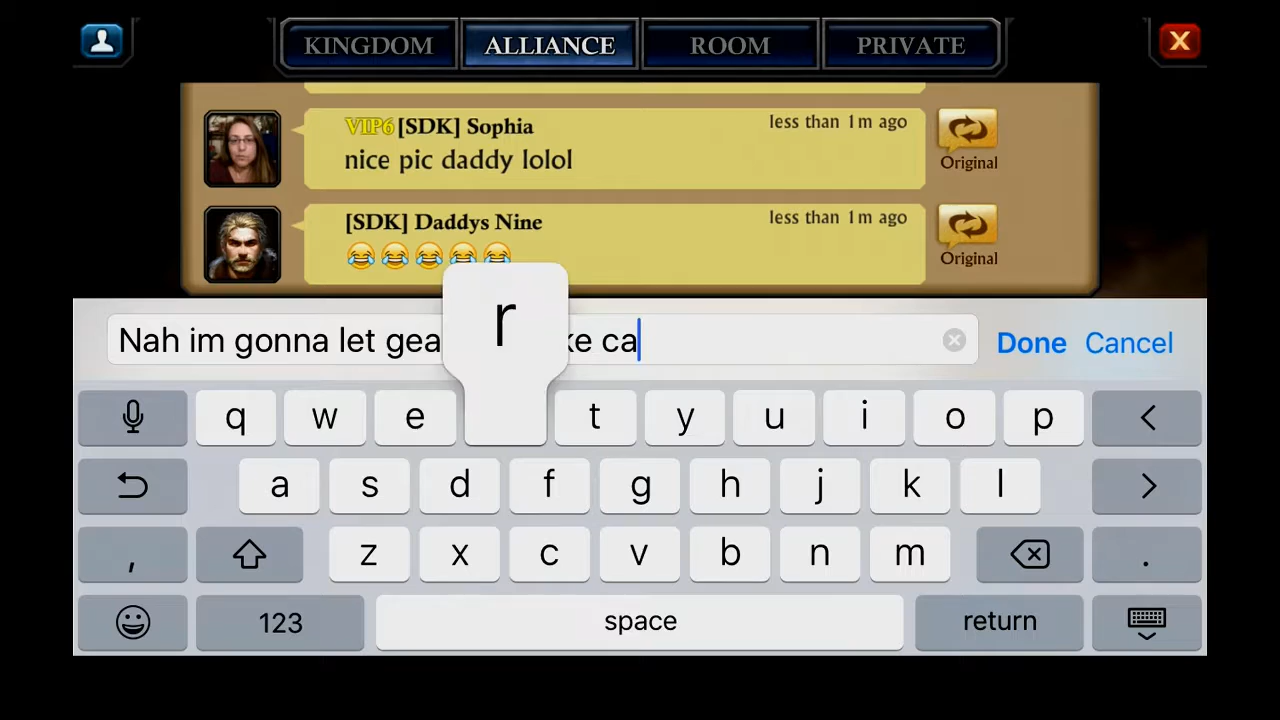 KINGDOM
ALLIANCE
ROOM
PRIVATE
X
VIP6 [SDK] Sophia
less than 1m ago
nice pic daddy lolol
Original
[SDK] Daddys Nine
less than 1m ago
😂😂😂😂😂
Original
r
Nah im gonna let gea ke ca
Done
Cancel
q w e t y u i o p <
a s d f g h j k l >
, z x c v b n m .
123
space
return